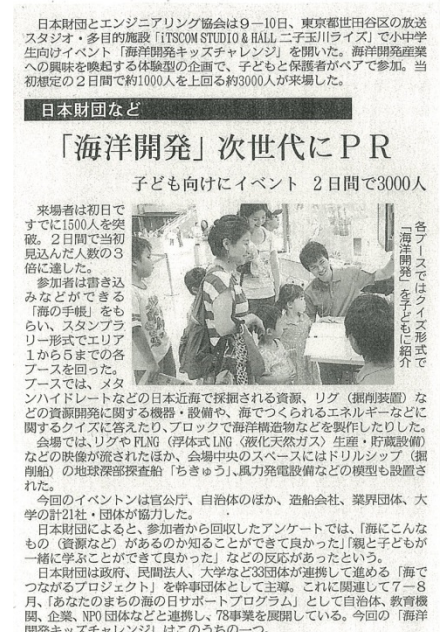 日本財団とエンジニアリング協会は9―10日、東京都世田谷区の放送
スタジオ・多目的施設「iTSCOM STUDIO & HALL 二子玉川ライズ」で小中学
生向けイベント「海洋開発キッズチャレンジ」を開いた。海洋開発産業
への興味を喚起する体験型の企画で、子どもと保護者がペアで参加。当
初想定の2日間で約1000人を上回る約3000人が来場した。
日本財団など
「海洋開発」次世代にPR
子ども向けにイベント 2日間で3000人
来場者は初日で
すでに1500人を突
破。2日間で当初
見込んだ人数の3
倍に達した。
参加者は書き込
みなどができる
「海の手帳」をも
らい、スタンプラ
リー形式でエリア
1から5までの各
ブースを回った。
ブースでは、メタ
各ブースではクイズ形式で
「海洋開発」を子どもに紹介
ンハイドレートなどの日本近海で採掘される資源、リグ（掘削装置）な
どの資源開発に関する機器・設備や、海でつくられるエネルギーなどに
関するクイズに答えたり、ブロックで海洋構造物などを製作したりした。
会場では、リグやFLNG（浮体式LNG〈液化天然ガス〉生産・貯蔵設備）
などの映像が流されたほか、会場中央のスペースにはドリルシップ（掘
削船）の地球深部探査船「ちきゅう」、風力発電設備などの模型も設置さ
れた。
今回のイベントンは官公庁、自治体のほか、造船会社、業界団体、大
学の計21社・団体が協力した。
日本財団によると、参加者から回収したアンケートでは、「海にこんな
もの（資源など）があるのか知ることができて良かった」「親と子どもが
一緒に学ぶことができて良かった」などの反応があったという。
日本財団は政府、民間法人、大学など33団体が連携して進める「海で
つながるプロジェクト」を幹事団体として主導。これに関連して7―8
月、「あなたのまちの海の日サポートプログラム」として自治体、教育機
関、企業、NPO団体などと連携し、78事業を展開している。今回の「海洋
開発キッズチャレンジ」はこのうちの一つ。